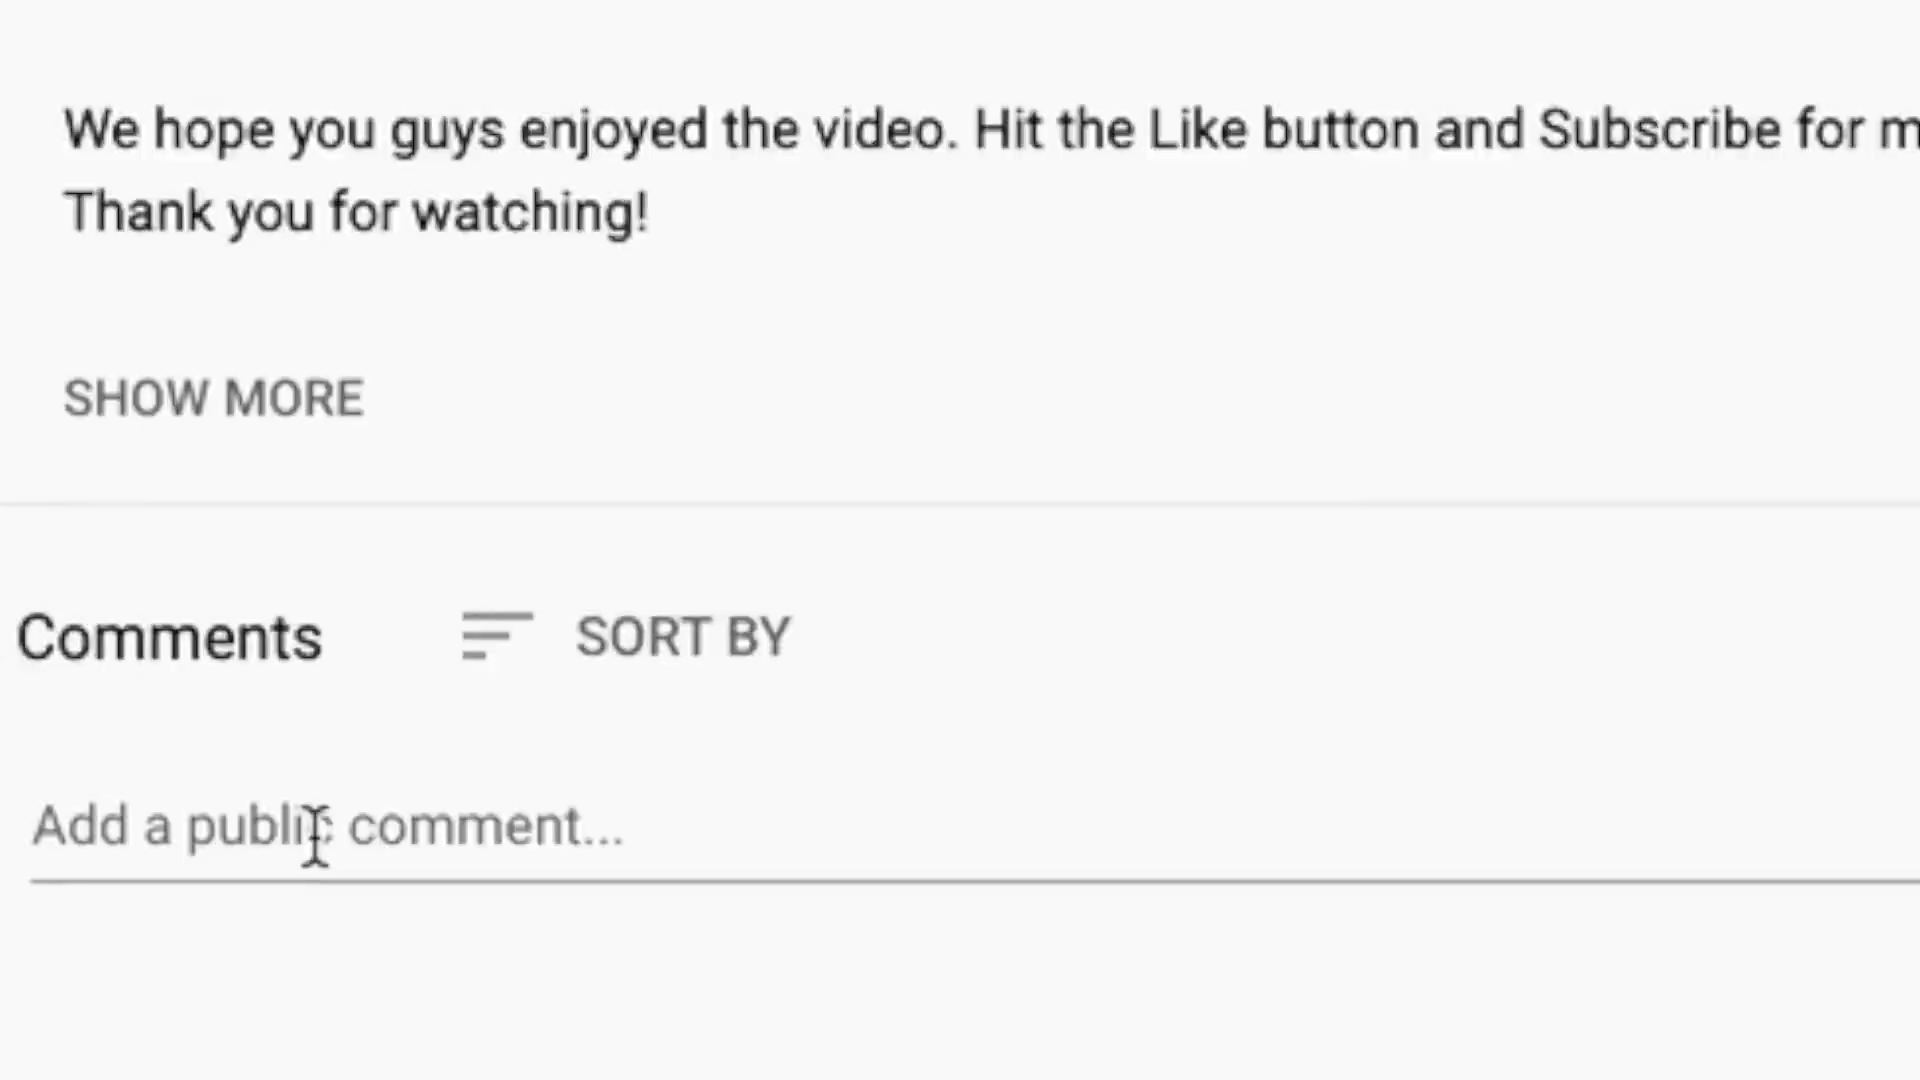 We hope you guys enjoyed the video. Hit the Like button and Subscribe for
Thank you for watching!
SHOW MORE
Comments
SORT BY
Add a public comment...